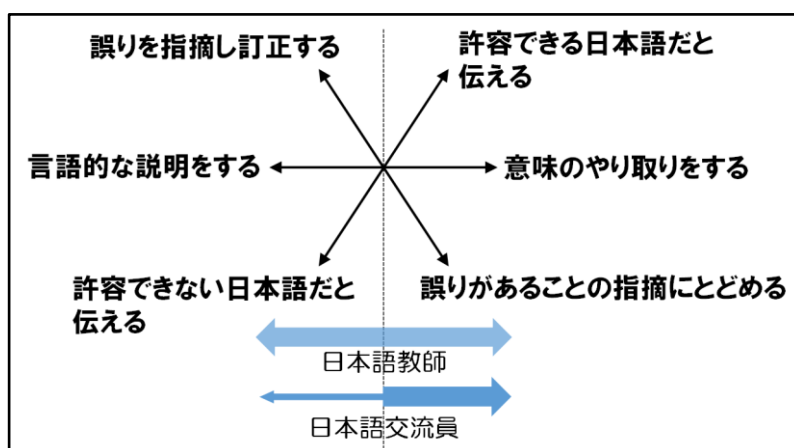 誤りを指摘し訂正する
許容できる日本語だと
伝える
言語的な説明をする
意味のやり取りをする
許容できない日本語だと
伝える
誤りがあることの指摘にとどめる
日本語教師
日本語交流員